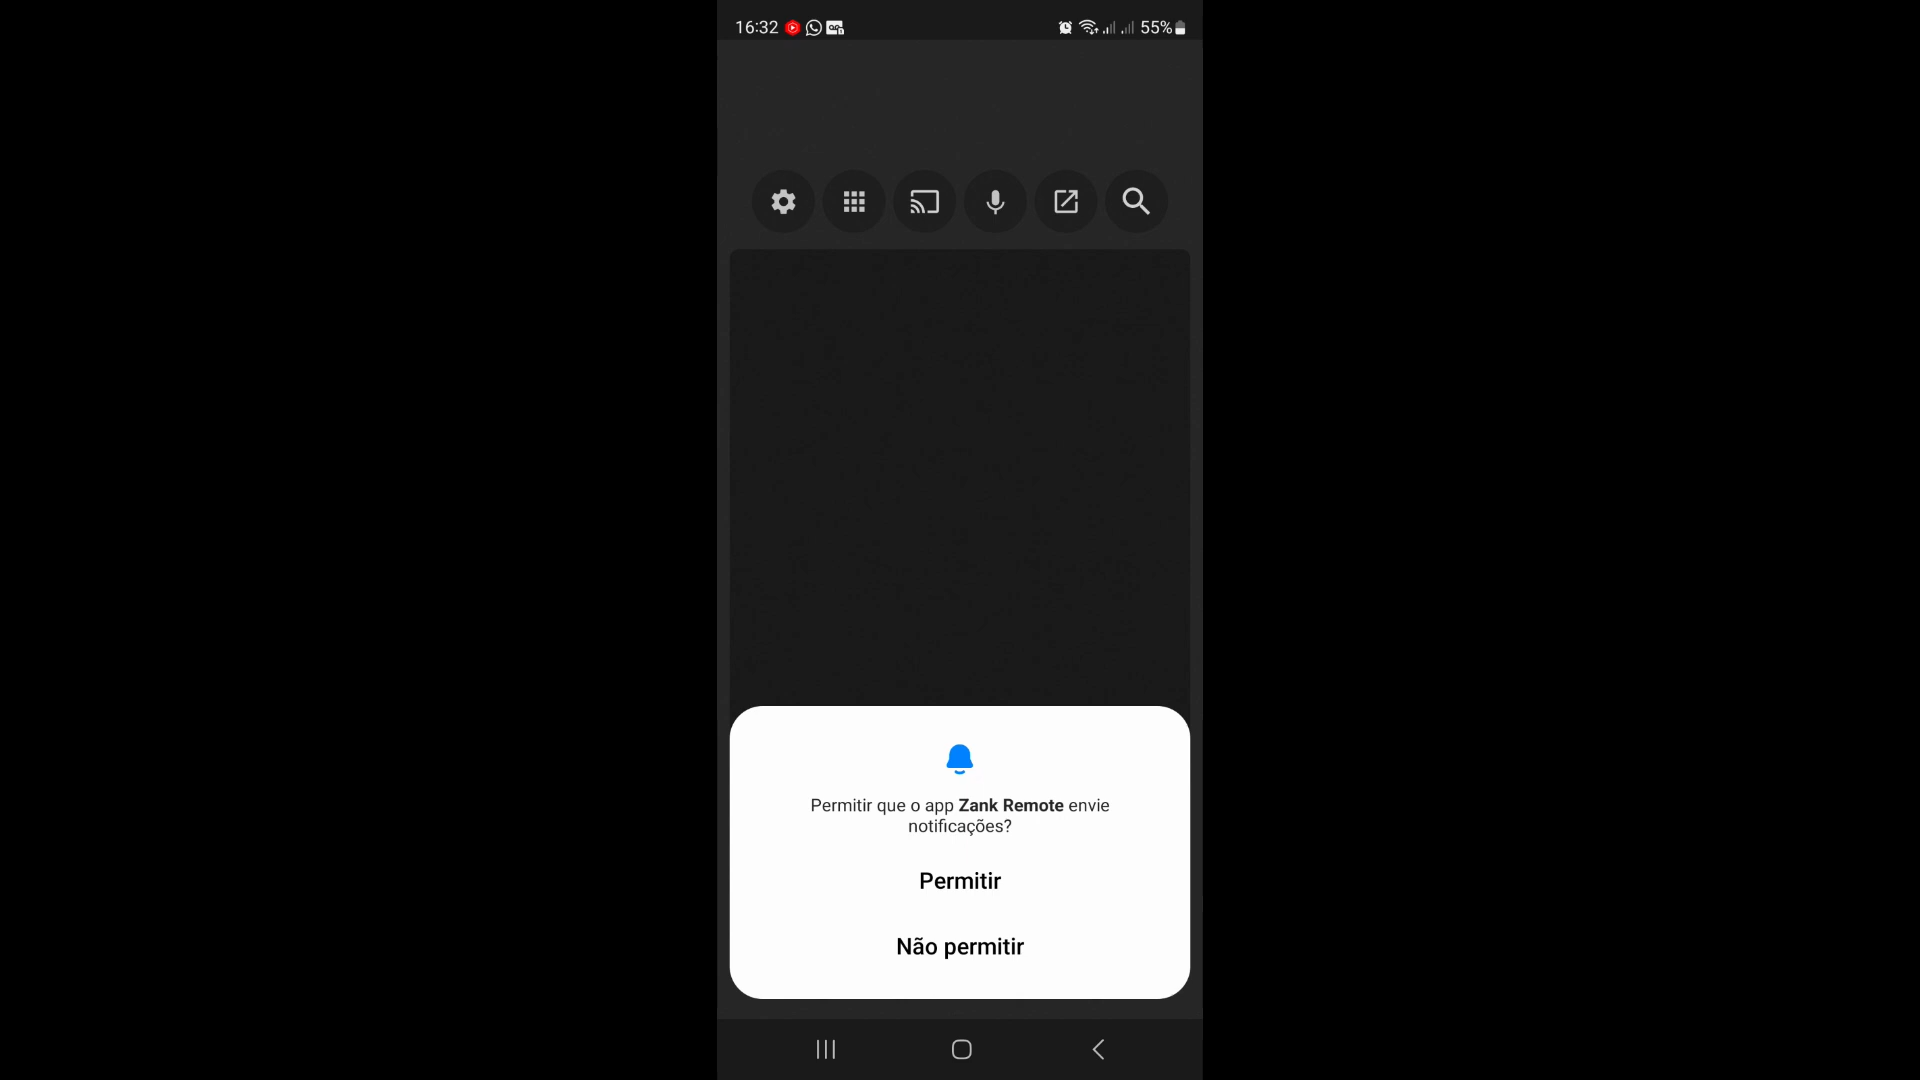 16:32
55%
Permitir que o app Zank Remote envie
notificações?
Permitir
Não permitir